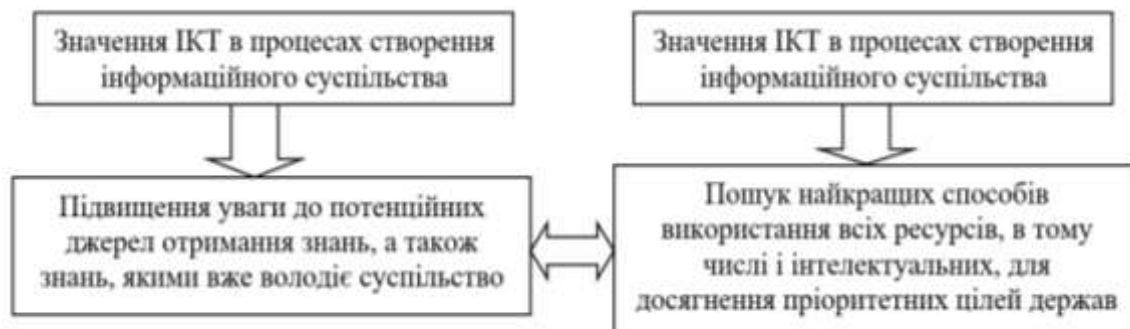 Значення ІКТ в процесах створення
інформаційного суспільства
Значення ІКТ в процесах створення
інформаційного суспільства
Підвищення уваги до потенційних
джерел отримання знань, а також
знань, якими вже володіє суспільство
Пошук найкращих способів
використання всіх ресурсів, в тому
числі і інтелектуальних, для
досягнення пріоритетних цілей держав